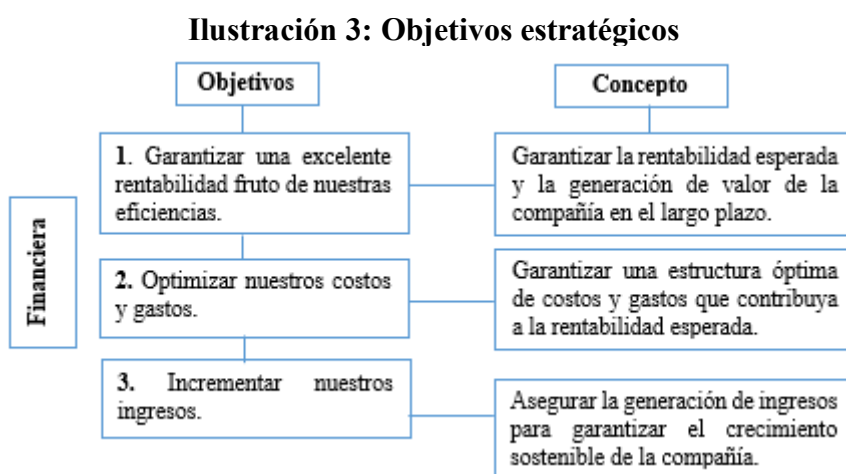 Ilustración 3: Objetivos estratégicos
Objetivos
Concepto
Financiera
1. Garantizar una excelente
rentabilidad fruto de nuestras
eficiencias.
Garantizar la rentabilidad esperada
y la generación de valor de la
compañía en el largo plazo.
2. Optimizar nuestros costos
y gastos.
Garantizar una estructura óptima
de costos y gastos que contribuya
a la rentabilidad esperada.
3. Incrementar nuestros
ingresos.
Asegurar la generación de ingresos
para garantizar el crecimiento
sostenible de la compañía.